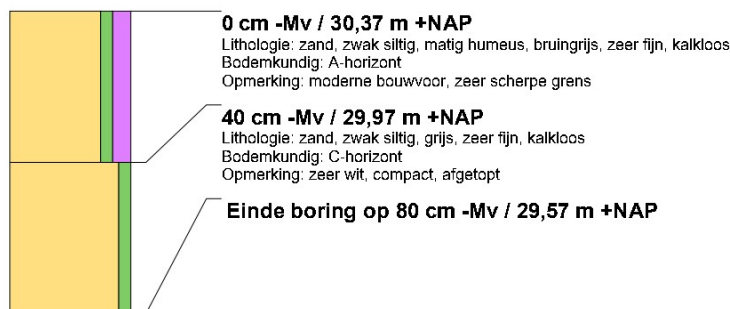 0 cm -Mv / 30,37 m +NAP
Lithologie: zand, zwak siltig, matig humeus, bruingrijs, zeer fijn, kalkloos
Bodemkundig: A-horizont
Opmerking: moderne bouwvoor, zeer scherpe grens
40 cm -Mv / 29,97 m +NAP
Lithologie: zand, zwak siltig, grijs, zeer fijn, kalkloos
Bodemkundig: C-horizont
Opmerking: zeer wit, compact, afgetopt
Einde boring op 80 cm -Mv / 29,57 m +NAP